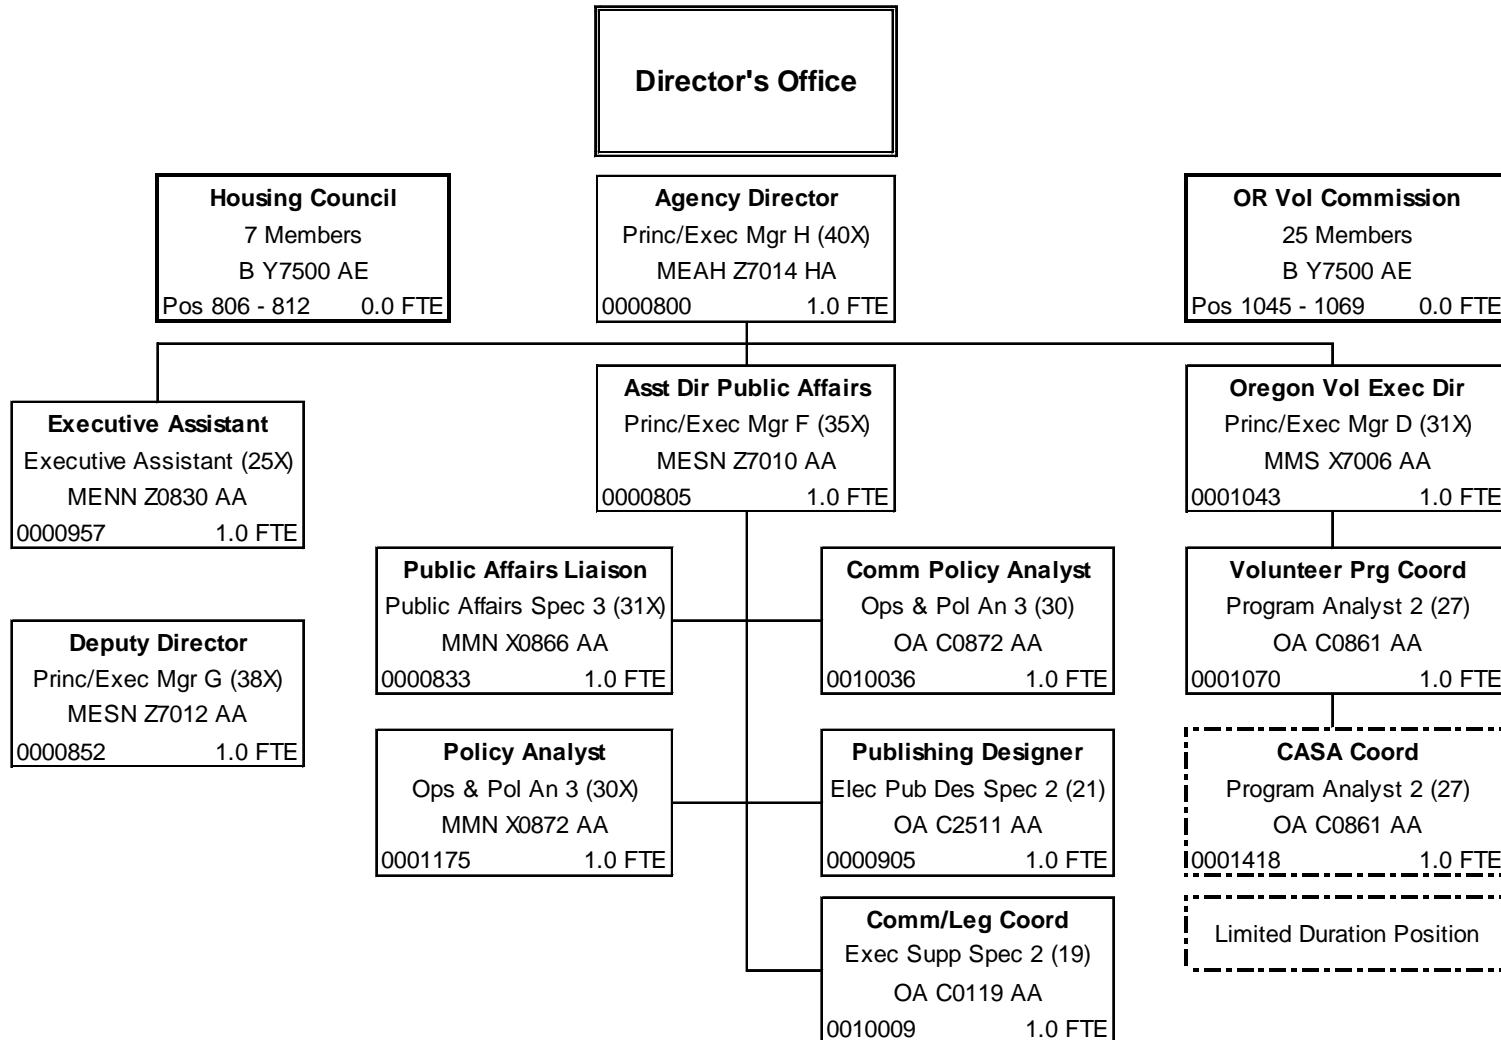 Director's Office
Housing Council
7 Members
B Y7500 AE
Pos 806 - 812 0.0 FTE
Agency Director
Princ/Exec Mgr H (40X)
MEAH Z7014 HA
0000800 1.0 FTE
OR Vol Commission
25 Members
B Y7500 AE
Pos 1045 - 1069 0.0 FTE
Executive Assistant
Executive Assistant (25X)
MENN Z0830 AA
0000957 1.0 FTE
Asst Dir Public Affairs
Princ/Exec Mgr F (35X)
MESN Z7010 AA
0000805 1.0 FTE
Oregon Vol Exec Dir
Princ/Exec Mgr D (31X)
MMS X7006 AA
0001043 1.0 FTE
Deputy Director
Princ/Exec Mgr G (38X)
MESN Z7012 AA
0000852 1.0 FTE
Public Affairs Liaison
Public Affairs Spec 3 (31X)
MMN X0866 AA
0000833 1.0 FTE
Comm Policy Analyst
Ops & Pol An 3 (30)
OA C0872 AA
0010036 1.0 FTE
Volunteer Prg Coord
Program Analyst 2 (27)
OA C0861 AA
0001070 1.0 FTE
Policy Analyst
Ops & Pol An 3 (30X)
MMN X0872 AA
0001175 1.0 FTE
Publishing Designer
Elec Pub Des Spec 2 (21)
OA C2511 AA
0000905 1.0 FTE
CASA Coord
Program Analyst 2 (27)
OA C0861 AA
0001418 1.0 FTE
Comm/Leg Coord
Exec Supp Spec 2 (19)
OA C0119 AA
0010009 1.0 FTE
Limited Duration Position